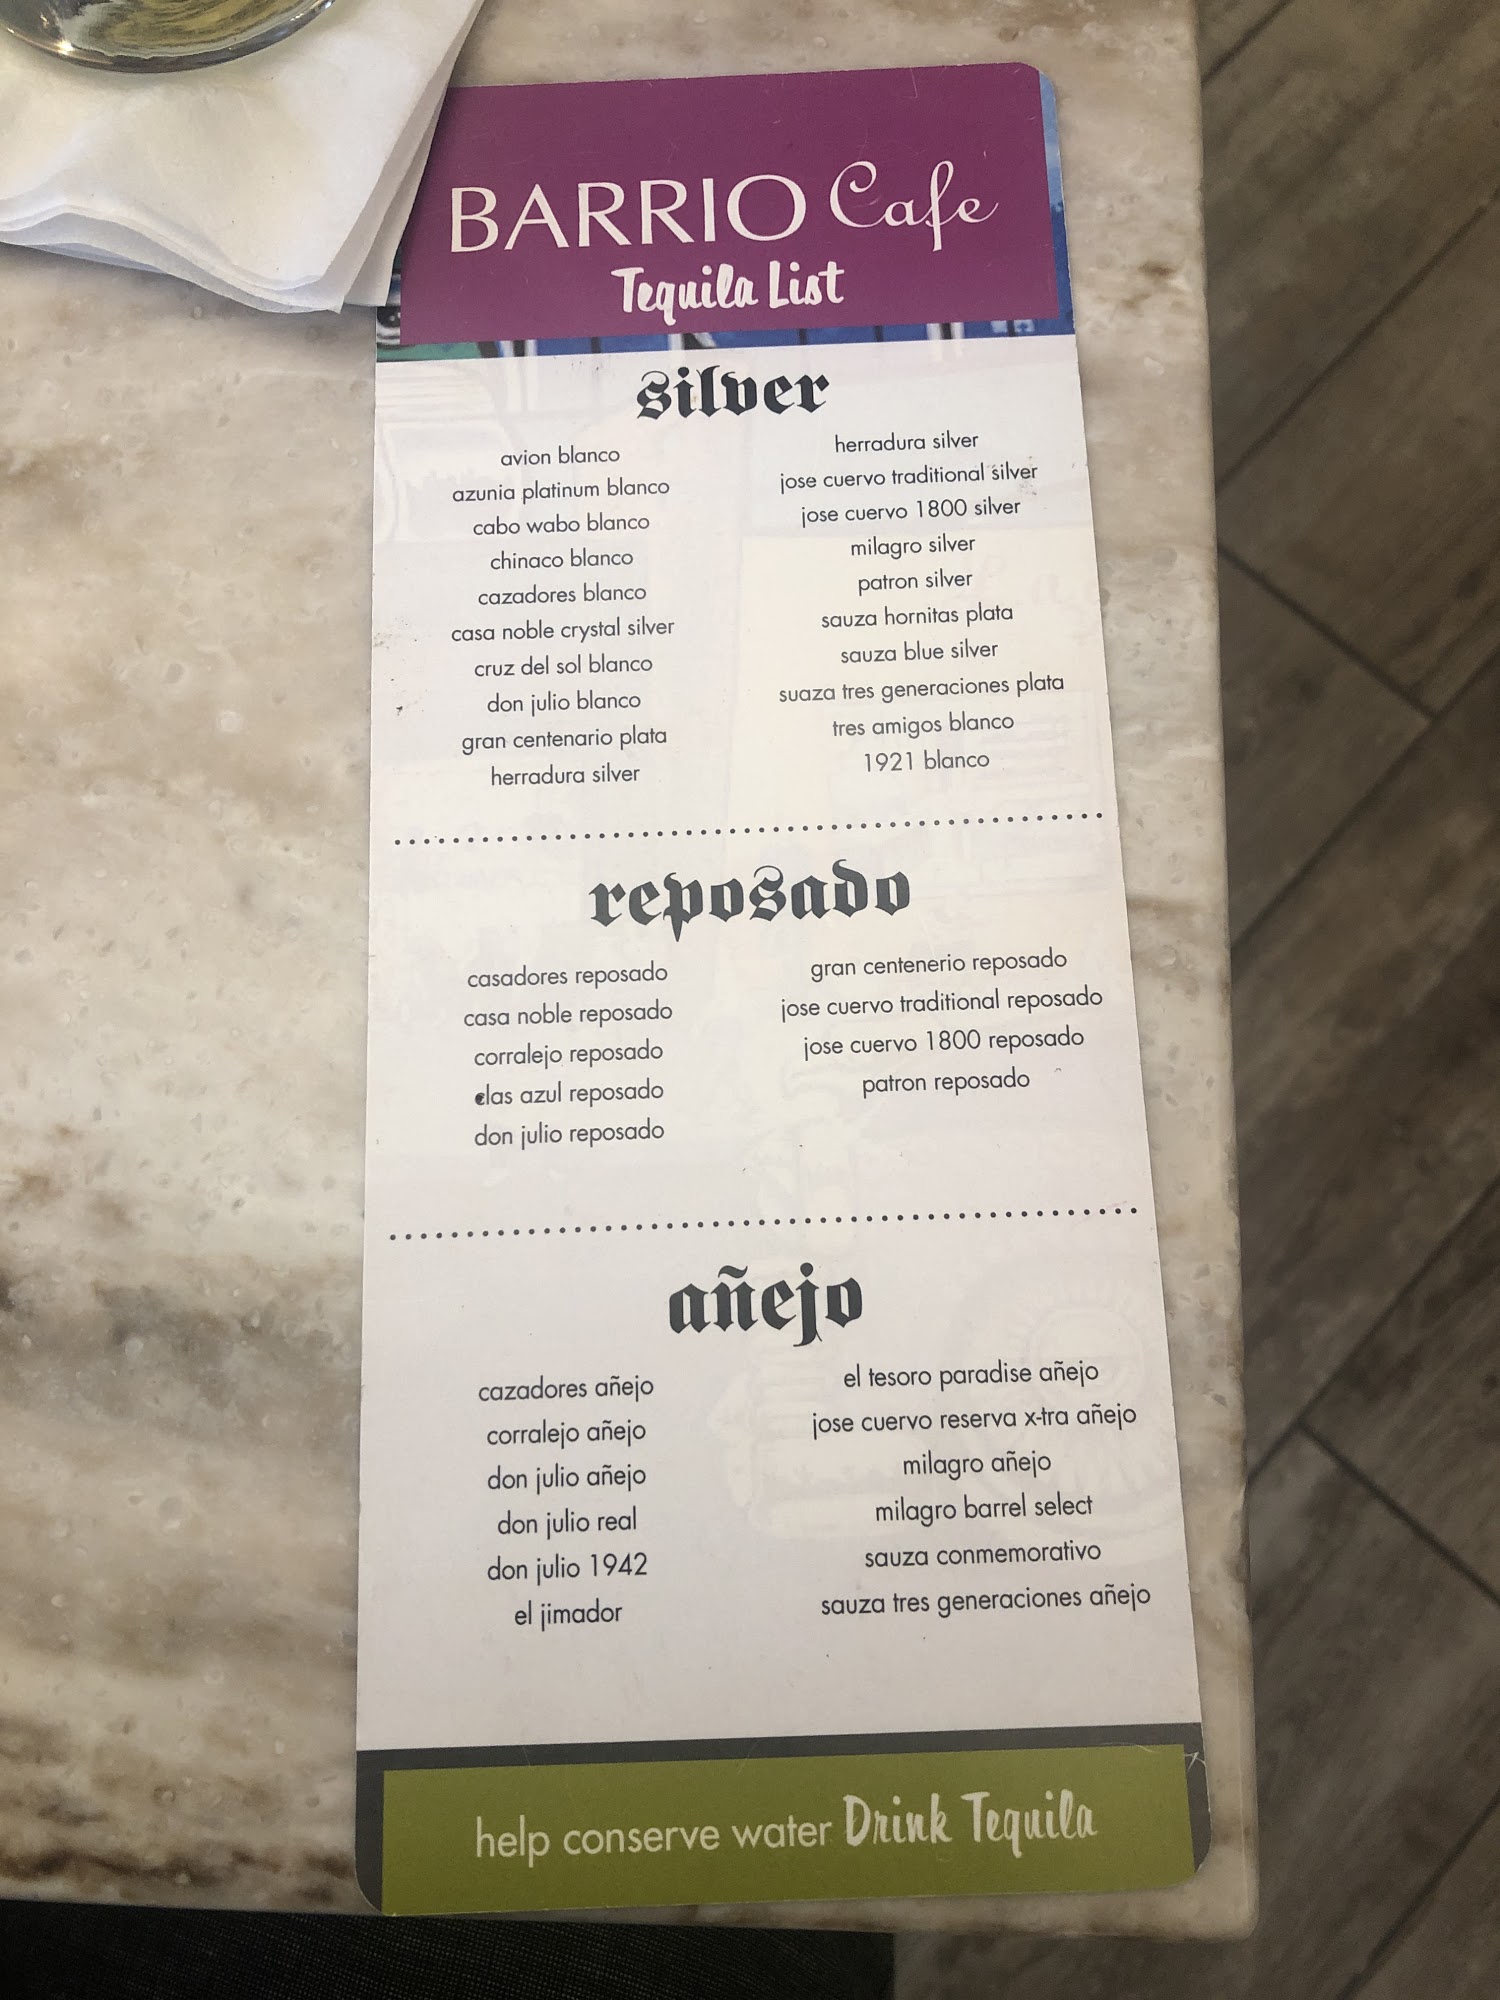 BARRIO Cafe
Tequila List
silver
avion blanco
azunia platinum blanco
cabo wabo blanco
chinaco blanco
cazadores blanco
casa noble crystal silver
cruz del sol blanco
don julio blanco
gran centenario plata
herradura silver
herradura silver
jose cuervo traditional silver
jose cuervo 1800 silver
milagro silver
patron silver
sauza hornitas plata
sauza blue silver
suaza tres generaciones plata
tres amigos blanco
1921 blanco
reposado
casadores reposado
casa noble reposado
corralejo reposado
clas azul reposado
don julio reposado
gran centenerio reposado
jose cuervo traditional reposado
jose cuervo 1800 reposado
patron reposado
añejo
cazadores añejo
corralejo añejo
don julio añejo
don julio real
don julio 1942
el jimador
el tesoro paradise añejo
jose cuervo reserva x-tra añejo
milagro añejo
milagro barrel select
sauza conmemorativo
sauza tres generaciones añejo
help conserve water Drink Tequila